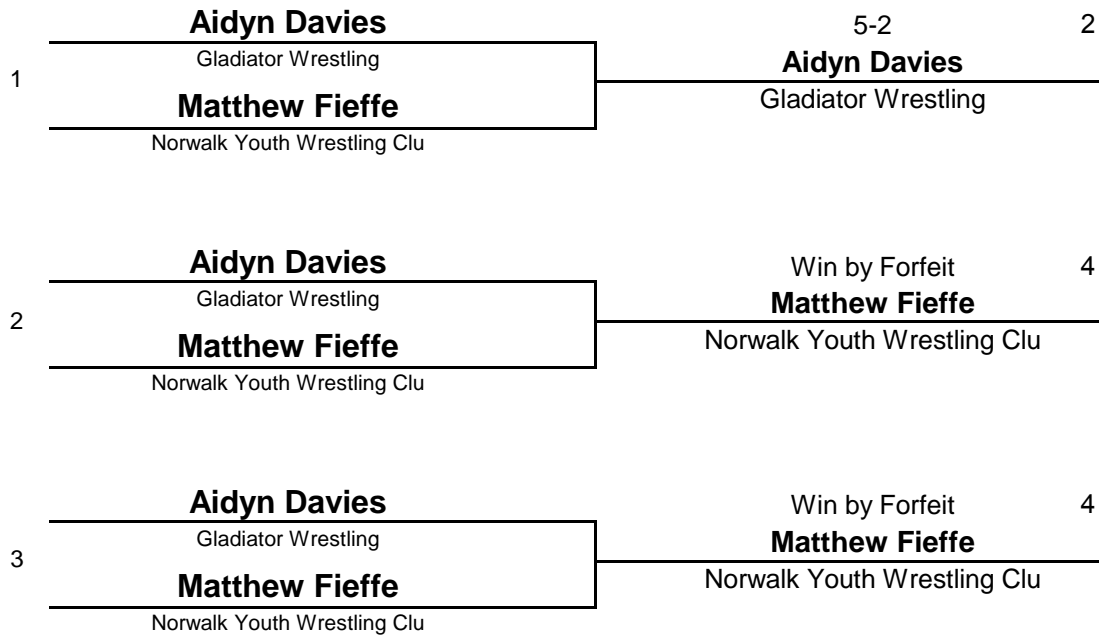 Aidyn Davies
Gladiator Wrestling
1
Matthew Fieffe
Norwalk Youth Wrestling Clu
5-2 2
Aidyn Davies
Gladiator Wrestling
Aidyn Davies
Gladiator Wrestling
2
Matthew Fieffe
Norwalk Youth Wrestling Clu
Win by Forfeit 4
Matthew Fieffe
Norwalk Youth Wrestling Clu
Aidyn Davies
Gladiator Wrestling
3
Matthew Fieffe
Norwalk Youth Wrestling Clu
Win by Forfeit 4
Matthew Fieffe
Norwalk Youth Wrestling Clu